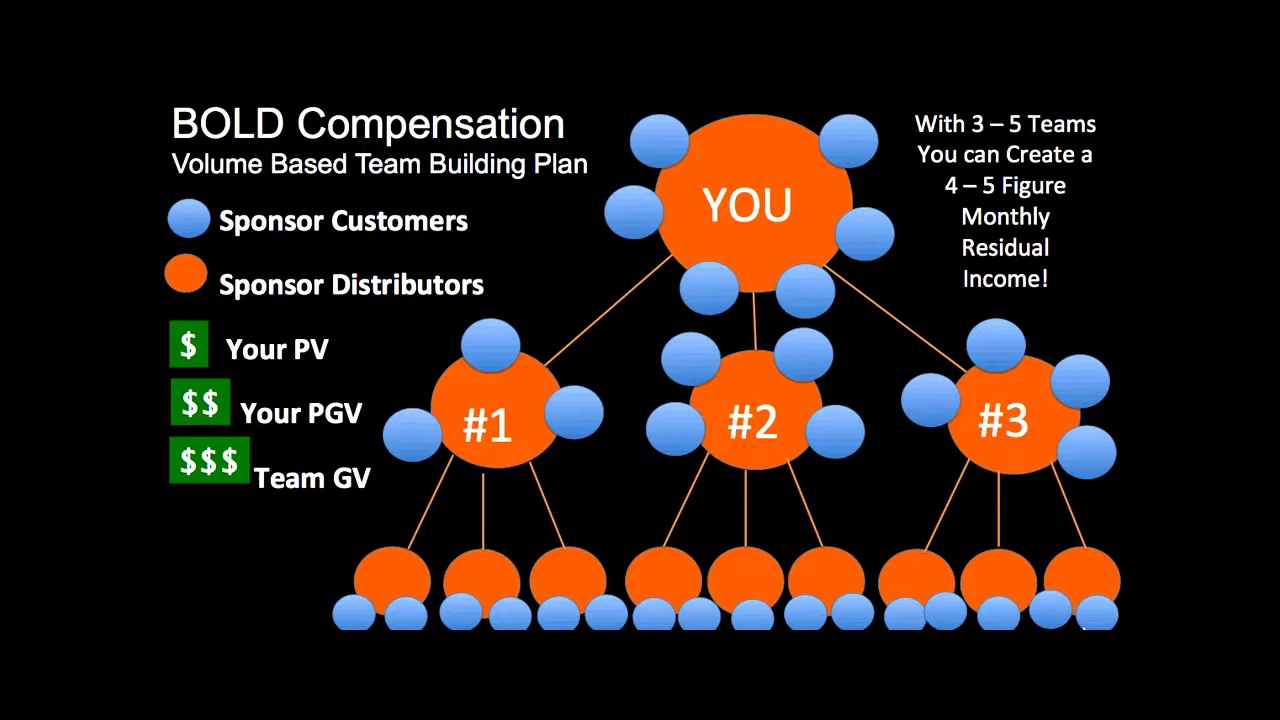 BOLD Compensation
Volume Based Team Building Plan
Sponsor Customers
Sponsor Distributors
$ Your PV
$$ Your PGV
$$$ Team GV
YOU
With 3 – 5 Teams
You can Create a
4 – 5 Figure
Monthly
Residual
Income!
#1
#2
#3